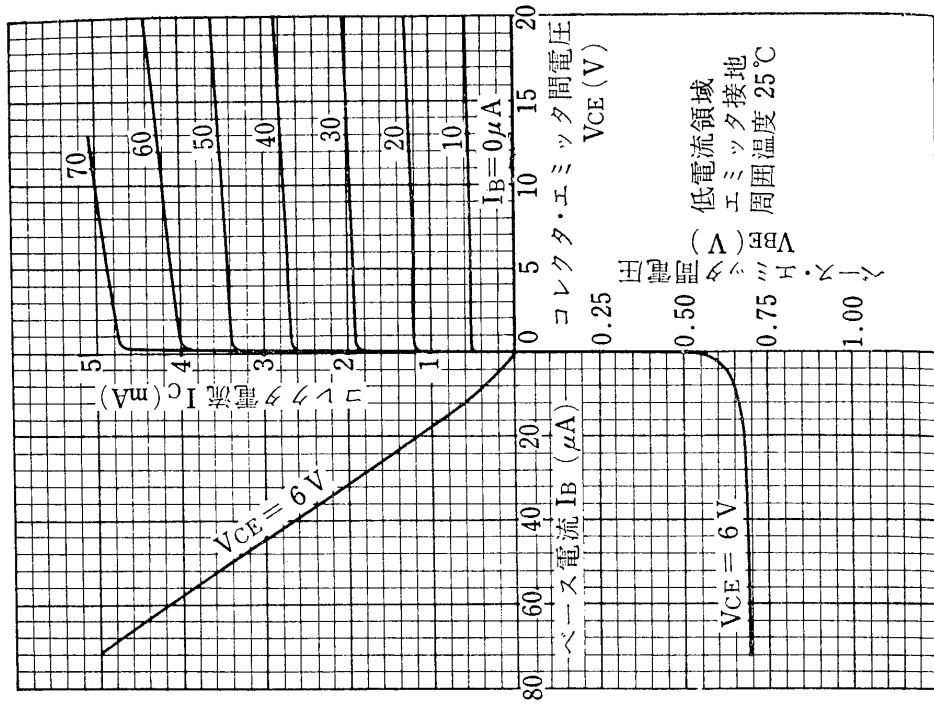 5
4
3
2
1
コレクタ電流 IC (mA)
70
60
50
40
30
20
10
IB=0μA
VCE = 6 V
80
60
40
20
0
5
10
15
20
ベース電流 IB (μA)
コレクタ・エミッタ間電圧
VCE (V)
0.25
0.50
0.75
1.00
ベース・エミッタ間電圧
VBE (V)
VCE = 6 V
低電流領域
エミッタ接地
周囲温度 25℃